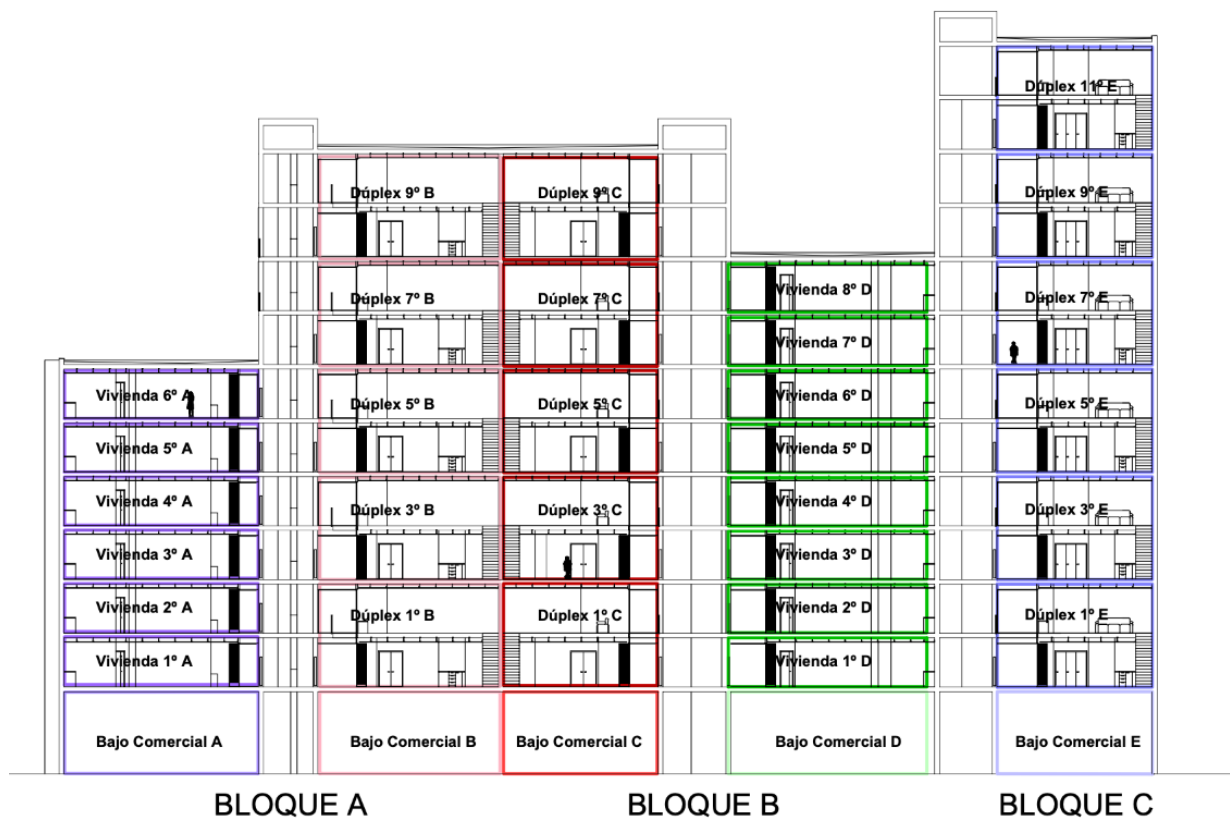 Dúplex 11º E
Dúplex 9º B
Dúplex 9º C
Dúplex 9º E
Dúplex 7º B
Dúplex 7º C
Vivienda 8º D
Dúplex 7º E
Vivienda 7º D
Vivienda 6º A
Dúplex 5º B
Dúplex 5º C
Vivienda 6º D
Dúplex 5º E
Vivienda 5º A
Vivienda 5º D
Vivienda 4º A
Dúplex 3º B
Dúplex 3º C
Vivienda 4º D
Dúplex 3º E
Vivienda 3º A
Vivienda 3º D
Vivienda 2º A
Dúplex 1º B
Dúplex 1º C
Vivienda 2º D
Dúplex 1º E
Vivienda 1º A
Vivienda 1º D
Bajo Comercial A
Bajo Comercial B
Bajo Comercial C
Bajo Comercial D
Bajo Comercial E
BLOQUE A
BLOQUE B
BLOQUE C